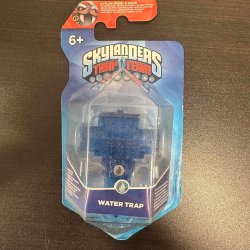 SKYLANDERS
TRAP TEAM
6+
WATER TRAP